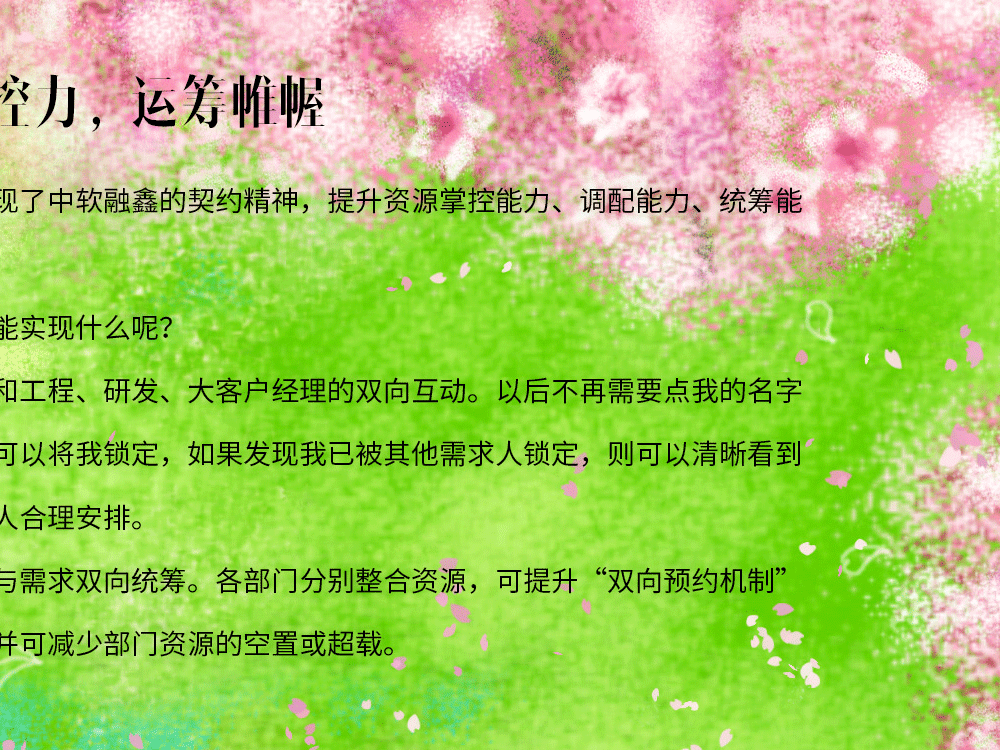 控力，运筹帷幄
现了中软融鑫的契约精神，提升资源掌控能力、调配能力、统筹能
能实现什么呢？
和工程、研发、大客户经理的双向互动。以后不再需要点我的名字
可以将我锁定，如果发现我已被其他需求人锁定，则可以清晰看到
人合理安排。
与需求双向统筹。各部门分别整合资源，可提升“双向预约机制”
并可减少部门资源的空置或超载。